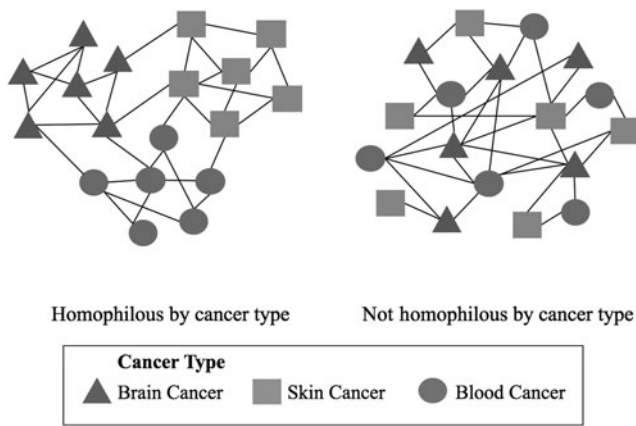 Homophilous by cancer type
Not homophilous by cancer type
Cancer Type
Brain Cancer
Skin Cancer
Blood Cancer